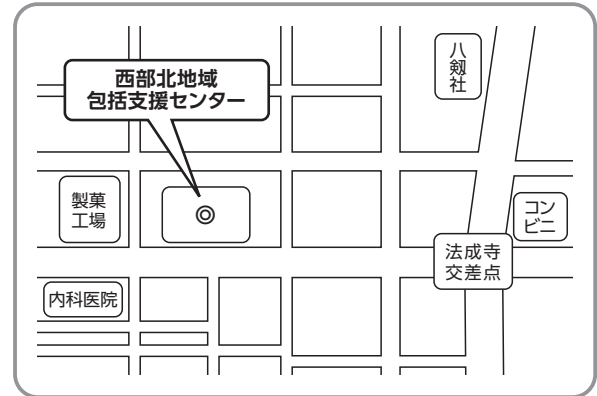 八
剱
社
西部北地域
包括支援センター
製菓
工場
コン
ビニ
法成寺
交差点
内科医院